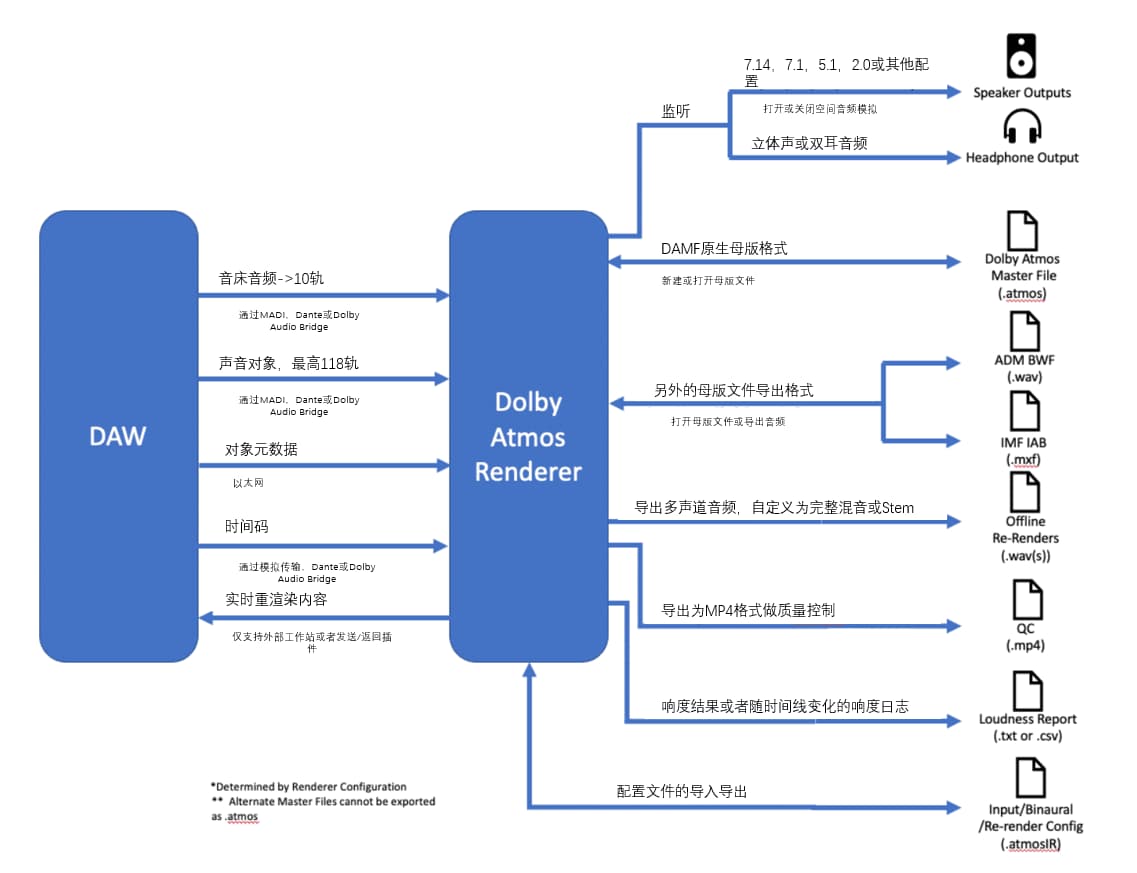 7.14，7.1，5.1，2.0或其他配
置
Speaker Outputs
监听
打开或关闭空间音频模拟
立体声或双耳音频
Headphone Output
DAW
音床音频->10轨
通过MADI、Dante或Dolby
Audio Bridge
声音对象，最高118轨
通过MADI、Dante或Dolby
Audio Bridge
对象元数据
以太网
时间码
通过模拟传输、Dante或Dolby
Audio Bridge
实时重渲染内容
仅支持外部工作站或者发送/返回插
件
Dolby
Atmos
Renderer
DAMF原生母版格式
新建或打开母版文件
Dolby Atmos
Master File
(.atmos)
另外的母版文件导出格式
打开母版文件或导出音频
ADM BWF
(.wav)
IMF IAB
(.mxf)
导出多声道音频，自定义为完整混音或Stem
Offline
Re-Renders
(.wav(s))
导出为MP4格式做质量控制
QC
(.mp4)
响度结果或者随时间线变化的响度日志
Loudness Report
(.txt or .csv)
配置文件的导入导出
Input/Binaural
/Re-render Config
(.atmosIR)
*Determined by Renderer Configuration
** Alternate Master Files cannot be exported
as .atmos